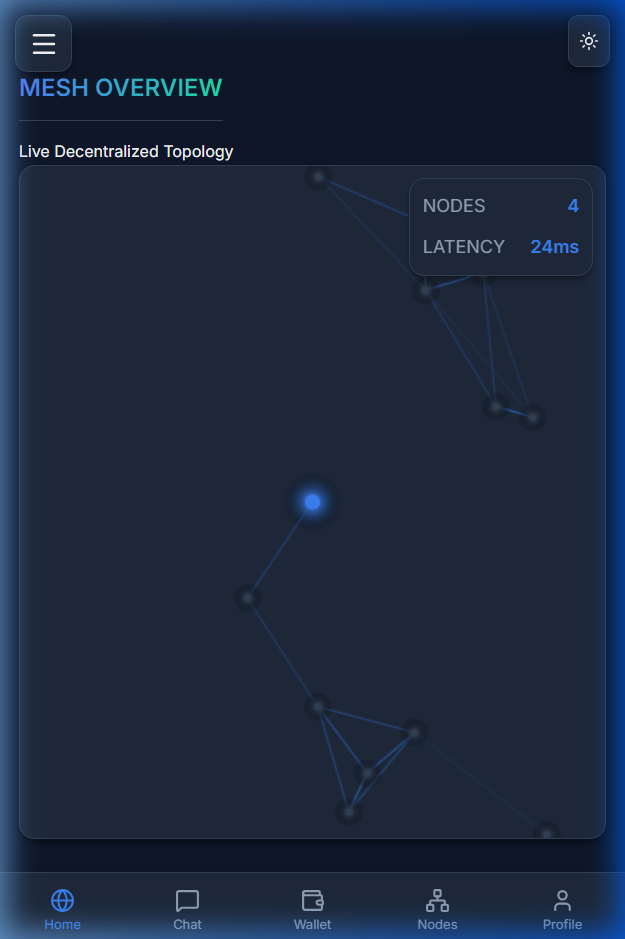 MESH OVERVIEW
Live Decentralized Topology
NODES 4
LATENCY 24ms
Home Chat Wallet Nodes Profile